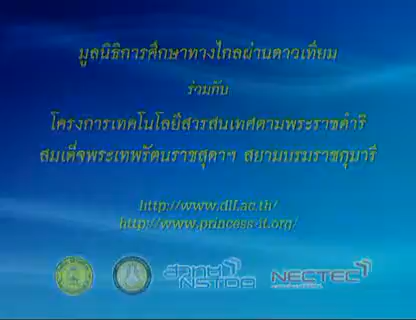 มูลนิธิการศึกษาทางไกลผ่านดาวเทียม
ร่วมกับ
โครงการเทคโนโลยีสารสนเทศตามพระราชดำริ
สมเด็จพระเทพรัตนราชสุดาฯ สยามบรมราชกุมารี
http://www.dlf.ac.th/
http://www.princess-it.org/
สวทช NECTEC
NSTDA